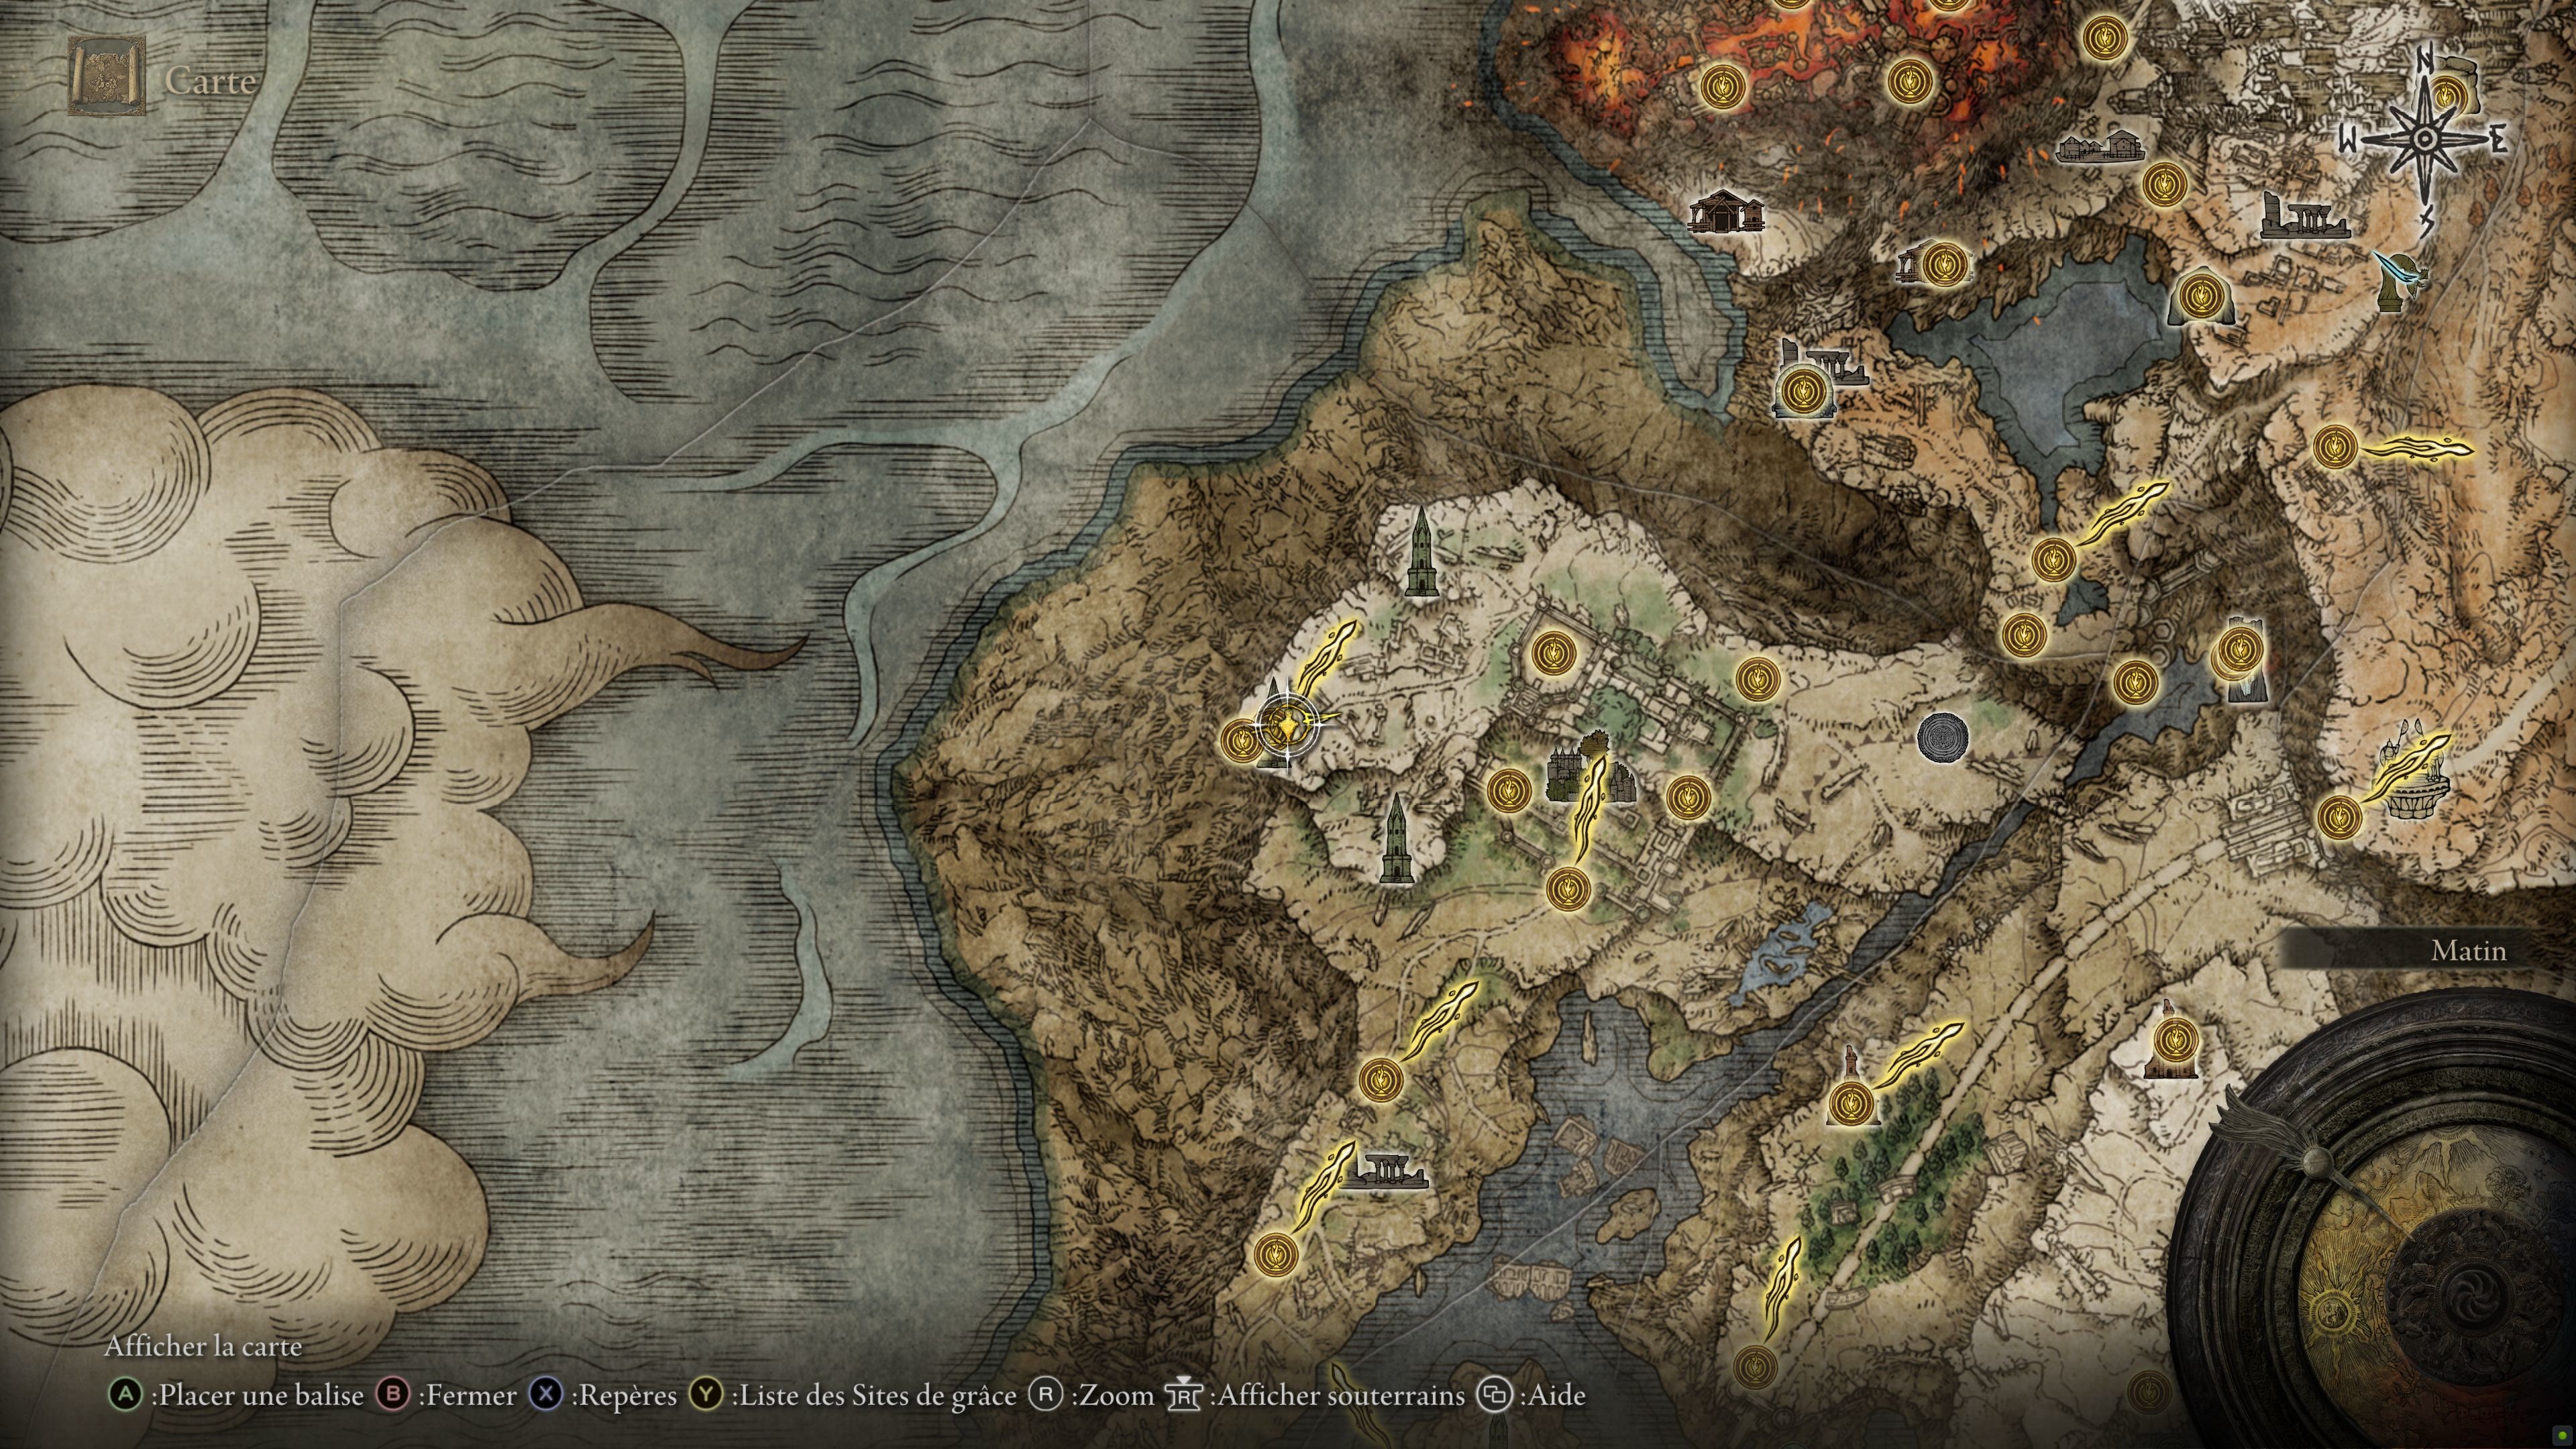 Carte
N
W E
S
Matin
Afficher la carte
A :Placer une balise B :Fermer X :Repères Y :Liste des Sites de grâce R :Zoom R :Afficher souterrains :Aide